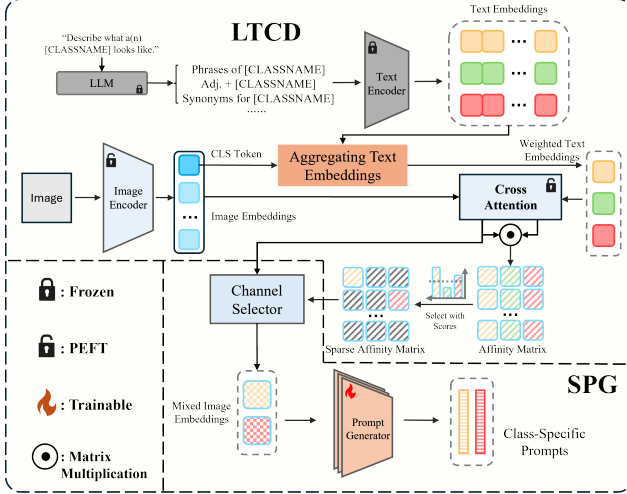 LTCD
Text Embeddings
“Describe what a(n)
[CLASSNAME] looks like.”
LLM
Phrases of [CLASSNAME]
Adj. + [CLASSNAME]
Synonyms for [CLASSNAME]
......
Text
Encoder
...
...
...
CLS Token
Aggregating Text
Embeddings
Weighted Text
Embeddings
Image
Image
Encoder
...
Image Embeddings
Cross
Attention
Channel
Selector
...
Sparse Affinity Matrix
Select with
Scores
...
Affinity Matrix
: Frozen
: PEFT
: Trainable
: Matrix
Multiplication
SPG
Mixed Image
Embeddings
Prompt
Generator
Class-Specific
Prompts